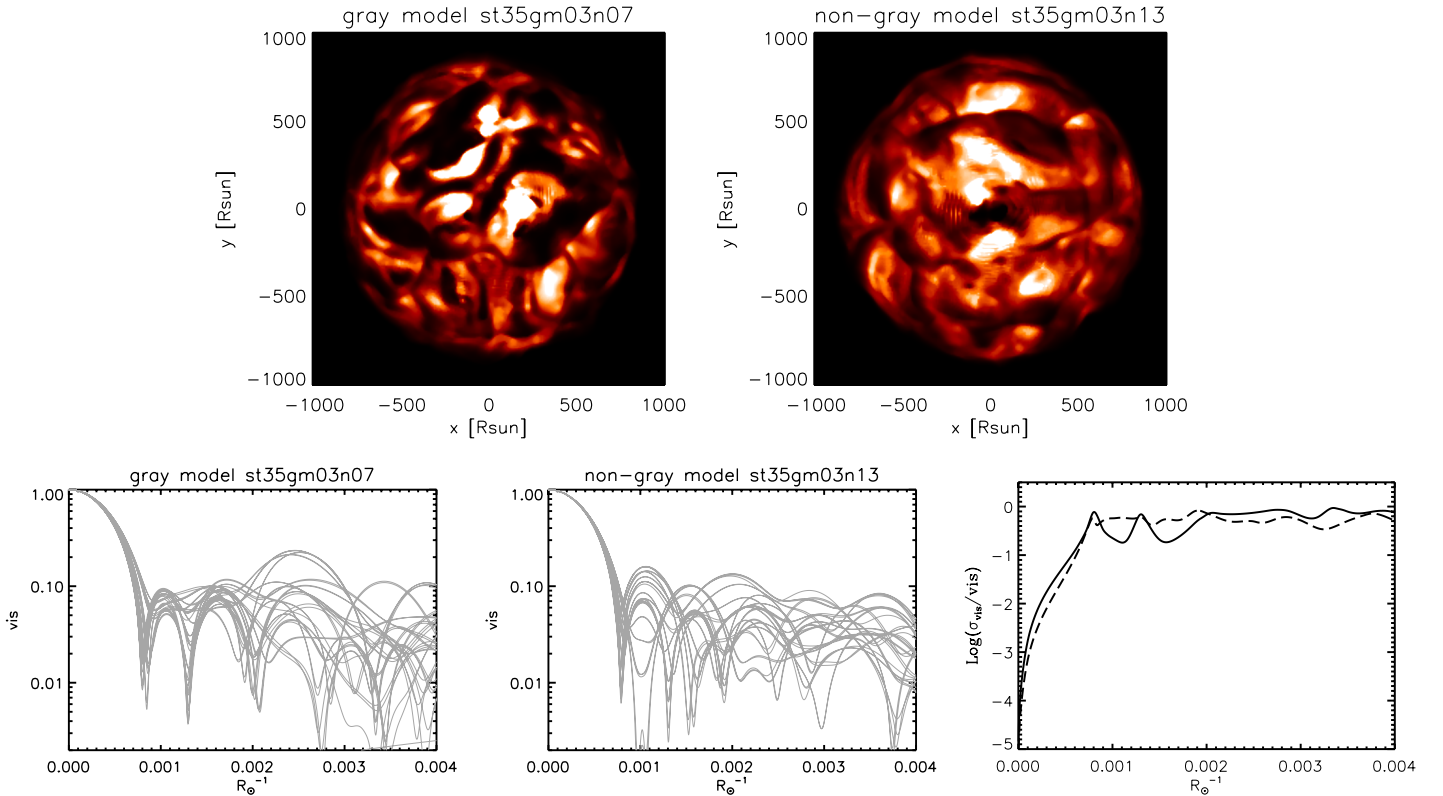 gray model st35gm03n07
non-gray model st35gm03n13
1000
500
0
-500
-1000
y [Rsun]
-1000 -500 0 500 1000
x [Rsun]
1000
500
0
-500
-1000
y [Rsun]
-1000 -500 0 500 1000
x [Rsun]
gray model st35gm03n07
1.00
0.10
0.01
vis
0.000 0.001 0.002 0.003 0.004
R⊙⁻¹
non-gray model st35gm03n13
1.00
0.10
0.01
vis
0.000 0.001 0.002 0.003 0.004
R⊙⁻¹
0
-1
-2
-3
-4
-5
Log(σvis/vis)
0.000 0.001 0.002 0.003 0.004
R⊙⁻¹